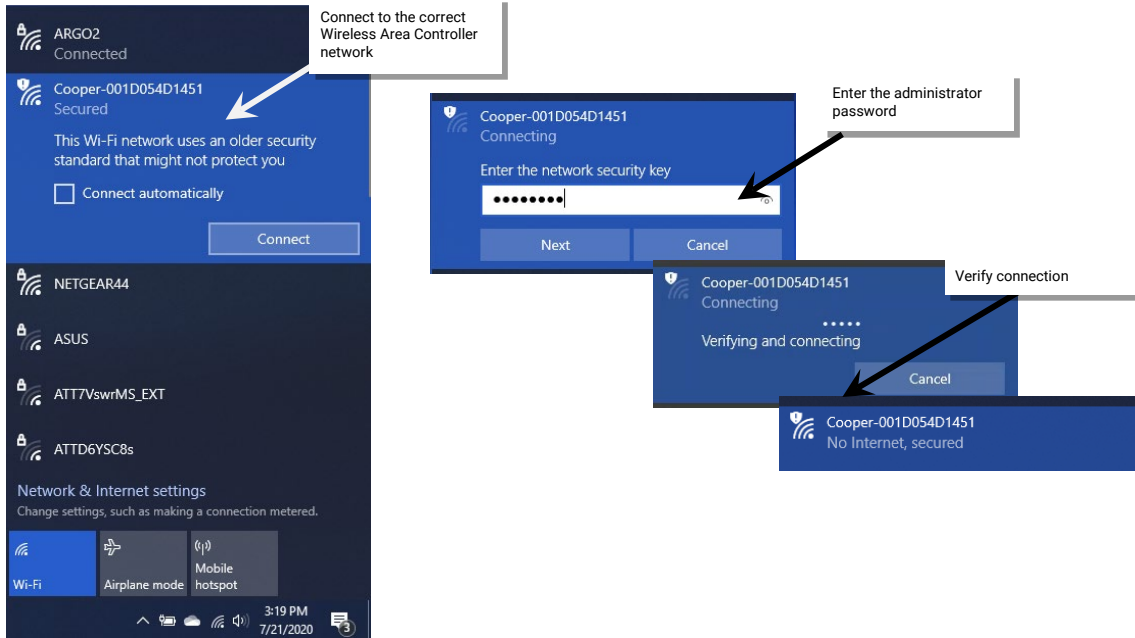 Connect to the correct
Wireless Area Controller
network
ARGO2
Connected
Cooper-001D054D1451
Secured
This Wi-Fi network uses an older security
standard that might not protect you
Connect automatically
Connect
NETGEAR44
ASUS
ATT7VswrMS_EXT
ATTD6YSC8s
Network & Internet settings
Change settings, such as making a connection metered.
Wi-Fi
Airplane mode
Mobile
hotspot
3:19 PM
7/21/2020
3
Enter the administrator
password
Cooper-001D054D1451
Connecting
Enter the network security key
Next
Cancel
Verify connection
Cooper-001D054D1451
Connecting
Verifying and connecting
Cancel
Cooper-001D054D1451
No Internet, secured